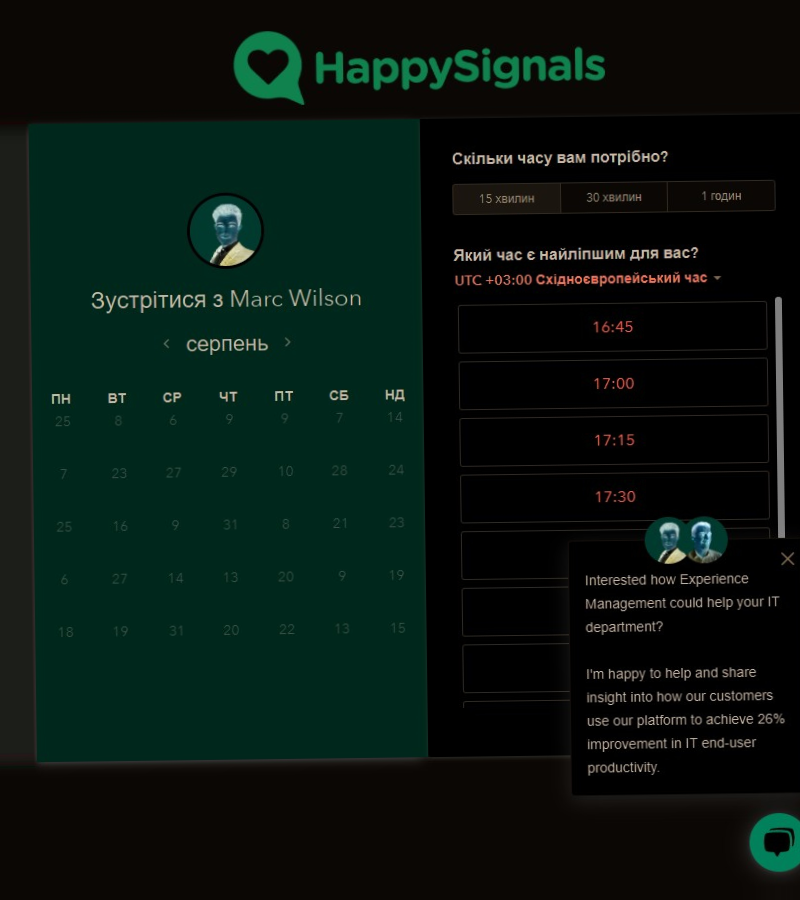 HappySignals
Зустрітися з Marc Wilson
серпень
ПН ВТ СР ЧТ ПТ СБ НД
25 8 6 9 9 7 14
7 23 27 29 10 28 24
25 16 9 31 8 21 23
6 27 14 13 20 9 19
18 19 31 20 22 13 15
Скільки часу вам потрібно?
15 хвилин 30 хвилин 1 годин
Який час є найліпшим для вас?
UTC +03:00 Східноєвропейський час
16:45
17:00
17:15
17:30
Interested how Experience
Management could help your IT
department?
I'm happy to help and share
insight into how our customers
use our platform to achieve 26%
improvement in IT end-user
productivity.